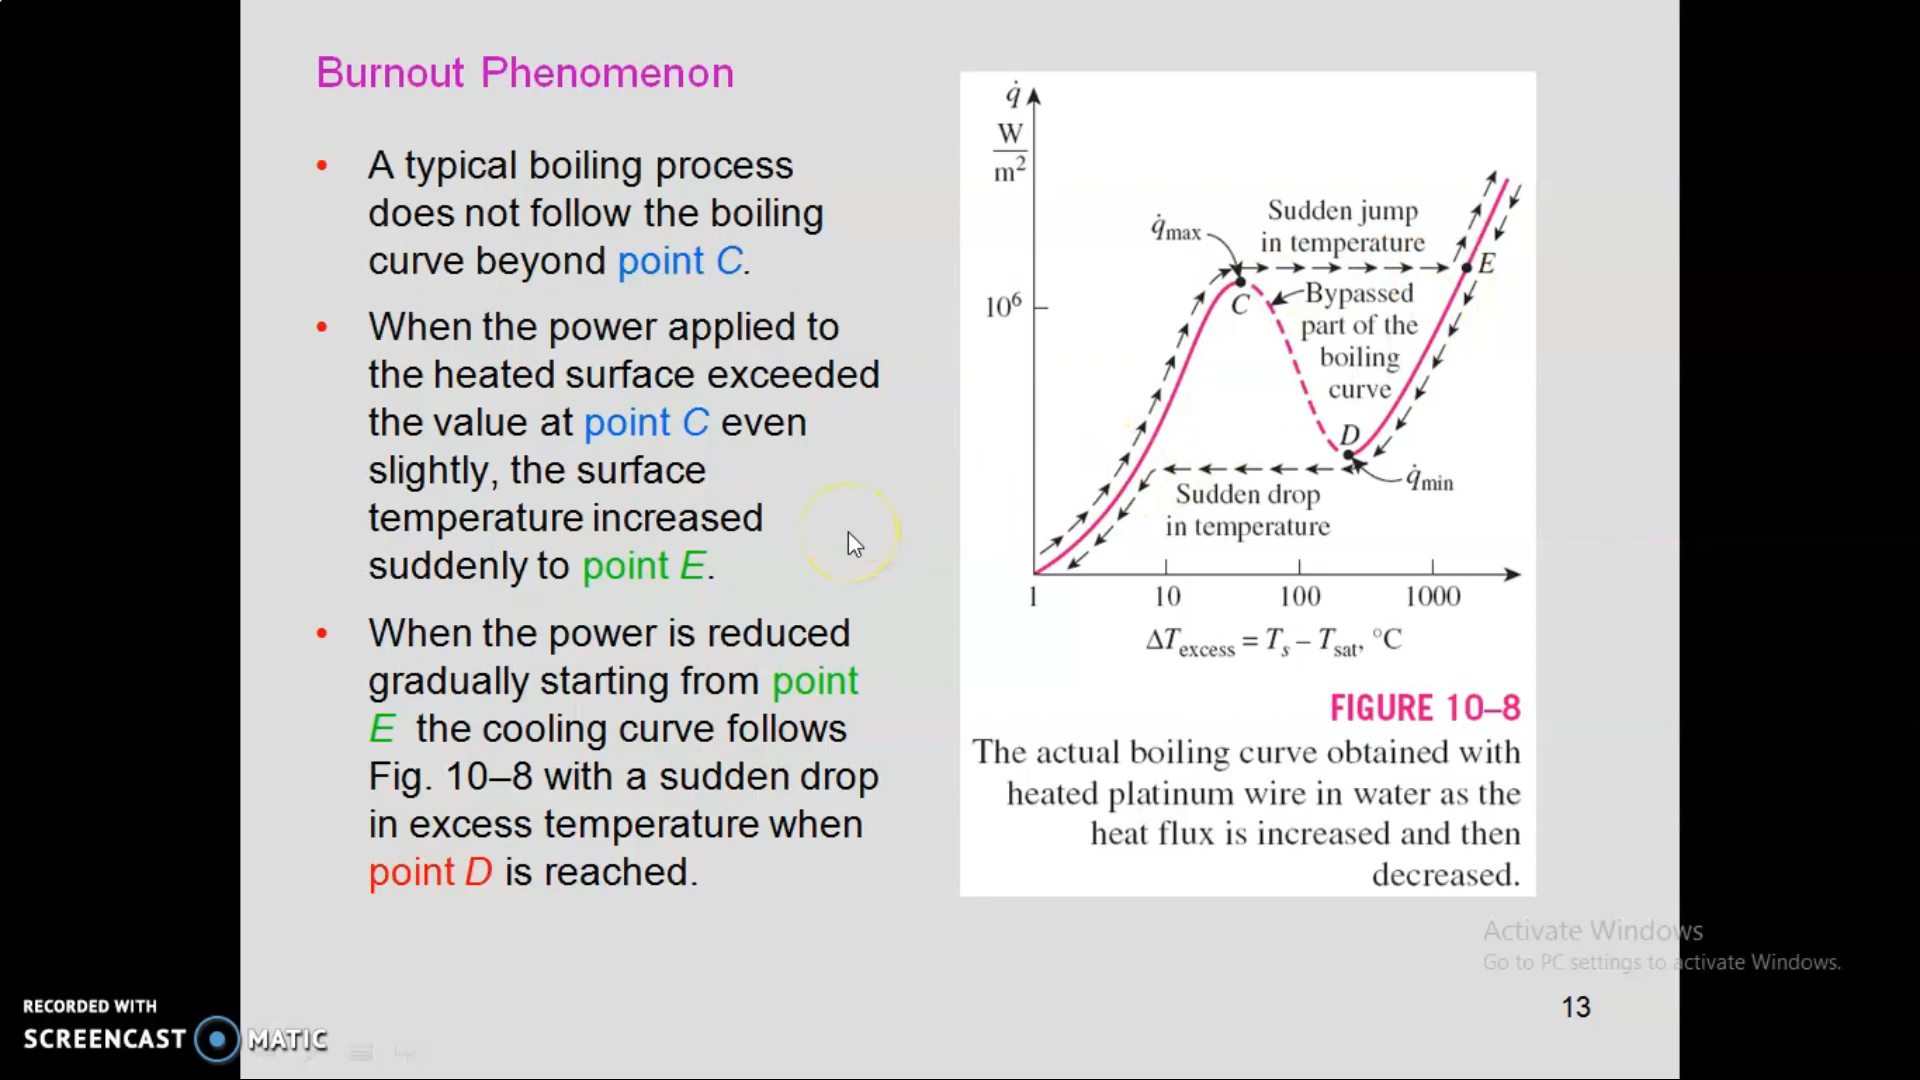 Burnout Phenomenon
• A typical boiling process
does not follow the boiling
curve beyond point C.
• When the power applied to
the heated surface exceeded
the value at point C even
slightly, the surface
temperature increased
suddenly to point E.
• When the power is reduced
gradually starting from point
E the cooling curve follows
Fig. 10–8 with a sudden drop
in excess temperature when
point D is reached.
q̇
W
m²
q̇max
Sudden jump
in temperature
E
10⁶
C
Bypassed
part of the
boiling
curve
D
q̇min
Sudden drop
in temperature
1 10 100 1000
ΔTexcess = Ts – Tsat, °C
FIGURE 10–8
The actual boiling curve obtained with
heated platinum wire in water as the
heat flux is increased and then
decreased.
Activate Windows
Go to PC settings to activate Windows.
13
RECORDED WITH
SCREENCAST MATIC